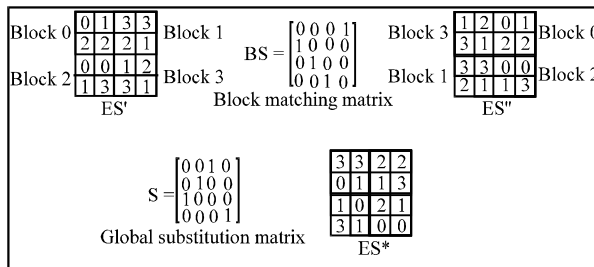 Block 0 0 1 3 3 Block 1
2 2 2 1
Block 2 0 0 1 2 Block 3
1 3 3 1
ES'
BS =
0 0 0 1
1 0 0 0
0 1 0 0
0 0 1 0
Block matching matrix
Block 3 1 2 0 1 Block 0
3 1 2 2
Block 1 3 3 0 0 Block 2
2 1 1 3
ES"
S =
0 0 1 0
0 1 0 0
1 0 0 0
0 0 0 1
Global substitution matrix
3 3 2 2
0 1 1 3
1 0 2 1
3 1 0 0
ES*